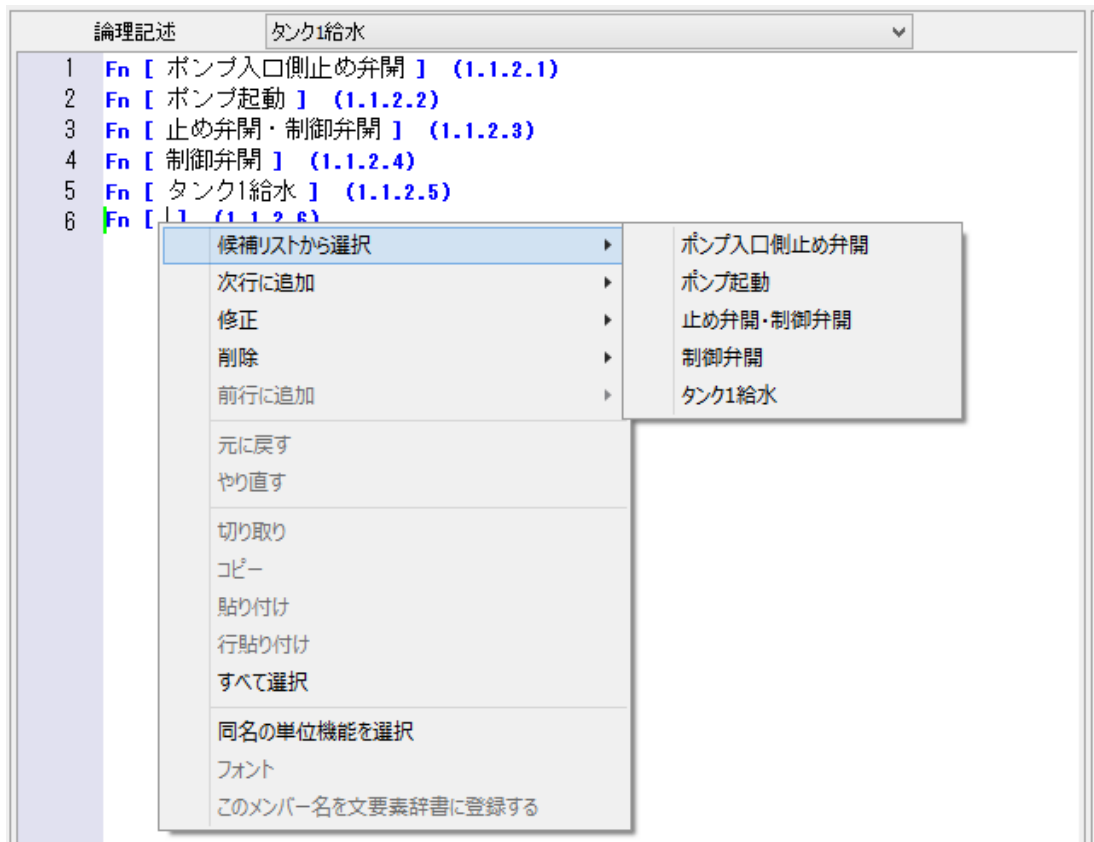 論理記述 タンク1給水
1 Fn [ ポンプ入口側止め弁開 ] (1.1.2.1)
2 Fn [ ポンプ起動 ] (1.1.2.2)
3 Fn [ 止め弁開・制御弁開 ] (1.1.2.3)
4 Fn [ 制御弁開 ] (1.1.2.4)
5 Fn [ タンク1給水 ] (1.1.2.5)
6 Fn [ ] (1.1.2.6)
候補リストから選択
次行に追加
修正
削除
前行に追加
元に戻す
やり直す
切り取り
コピー
貼り付け
行貼り付け
すべて選択
同名の単位機能を選択
フォント
このメンバー名を文要素辞書に登録する
ポンプ入口側止め弁開
ポンプ起動
止め弁開・制御弁開
制御弁開
タンク1給水